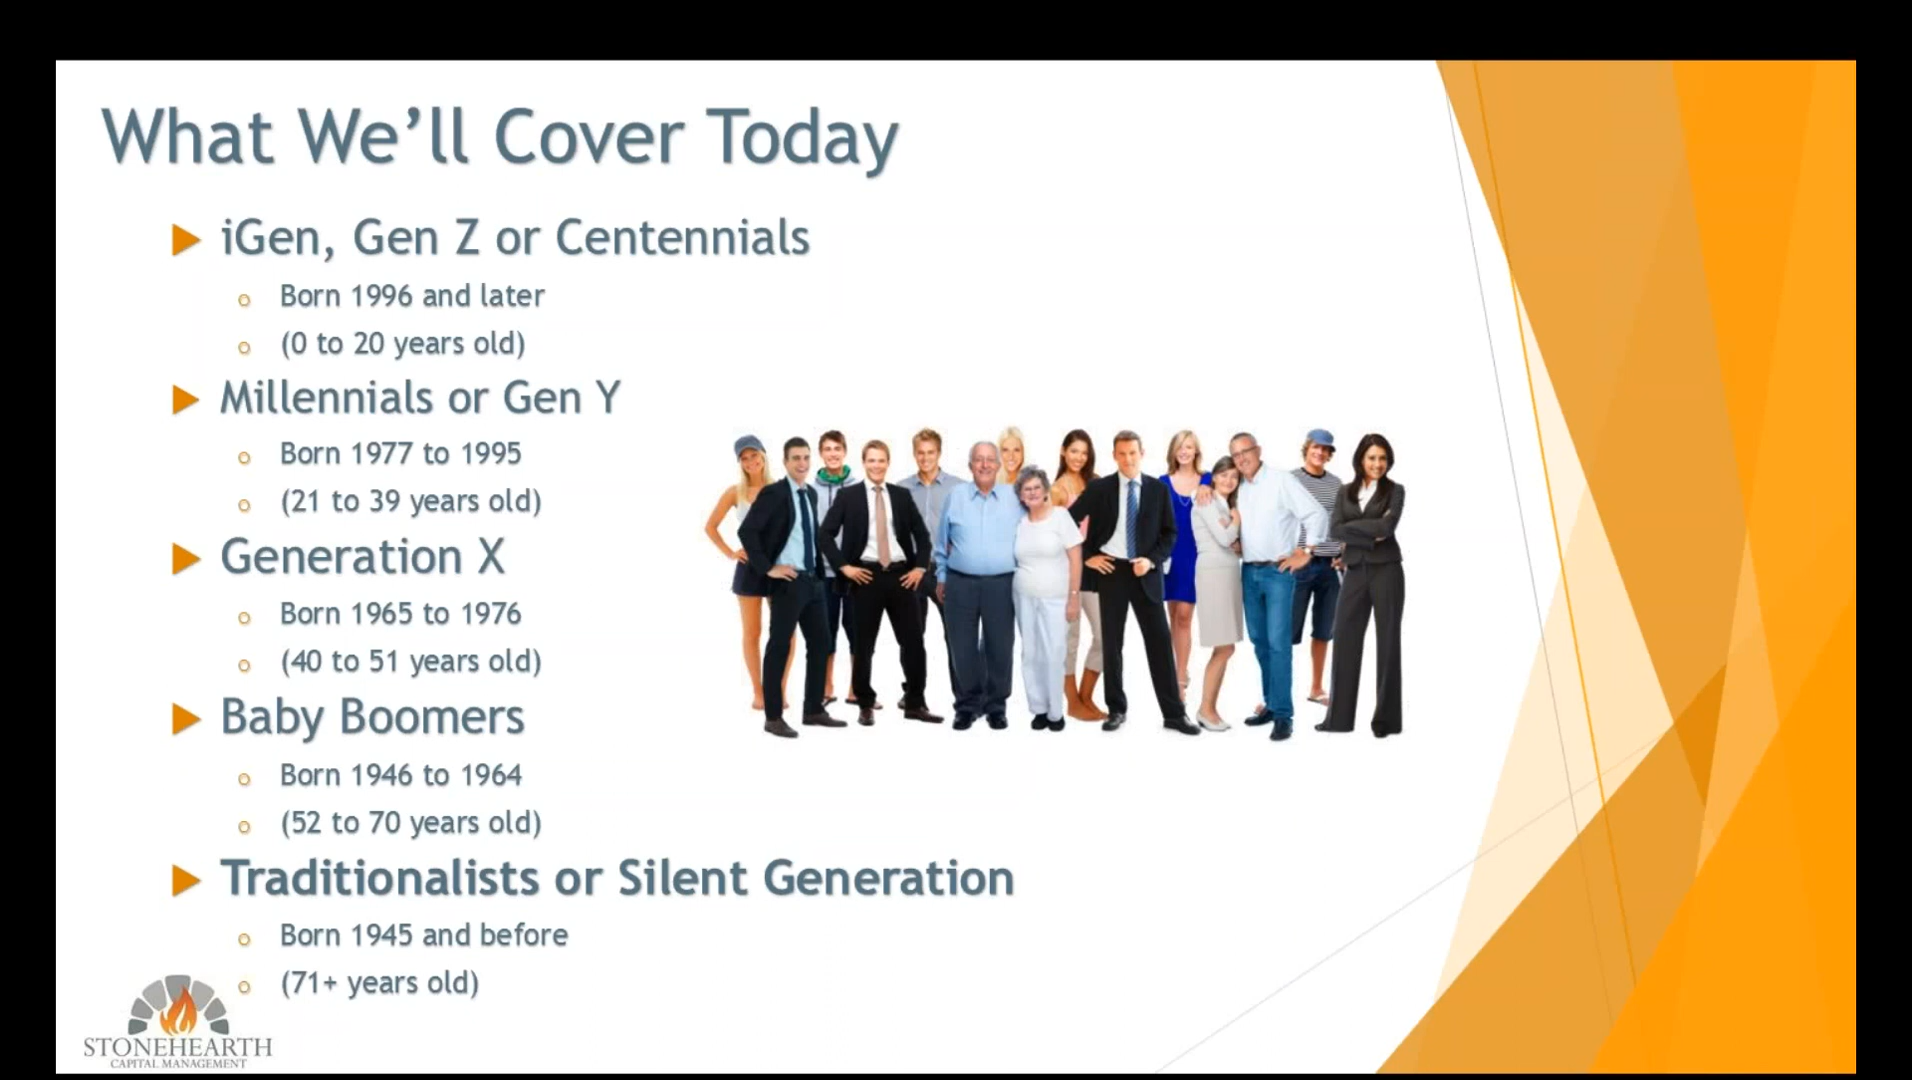 What We’ll Cover Today
iGen, Gen Z or Centennials
Born 1996 and later
(0 to 20 years old)
Millennials or Gen Y
Born 1977 to 1995
(21 to 39 years old)
Generation X
Born 1965 to 1976
(40 to 51 years old)
Baby Boomers
Born 1946 to 1964
(52 to 70 years old)
Traditionalists or Silent Generation
Born 1945 and before
(71+ years old)
STONEHEARTH
CAPITAL MANAGEMENT